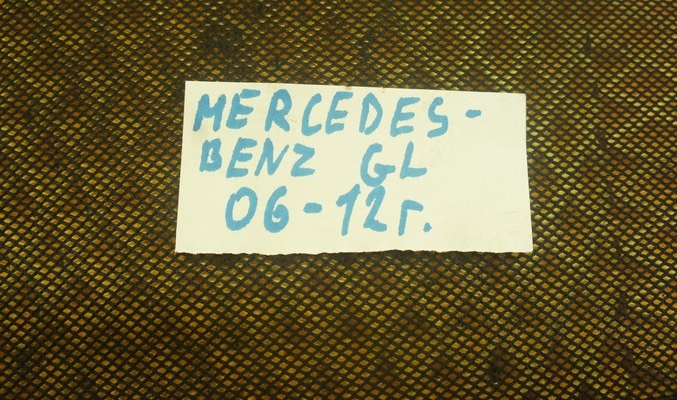 MERCEDES-
BENZ GL
06-12г.